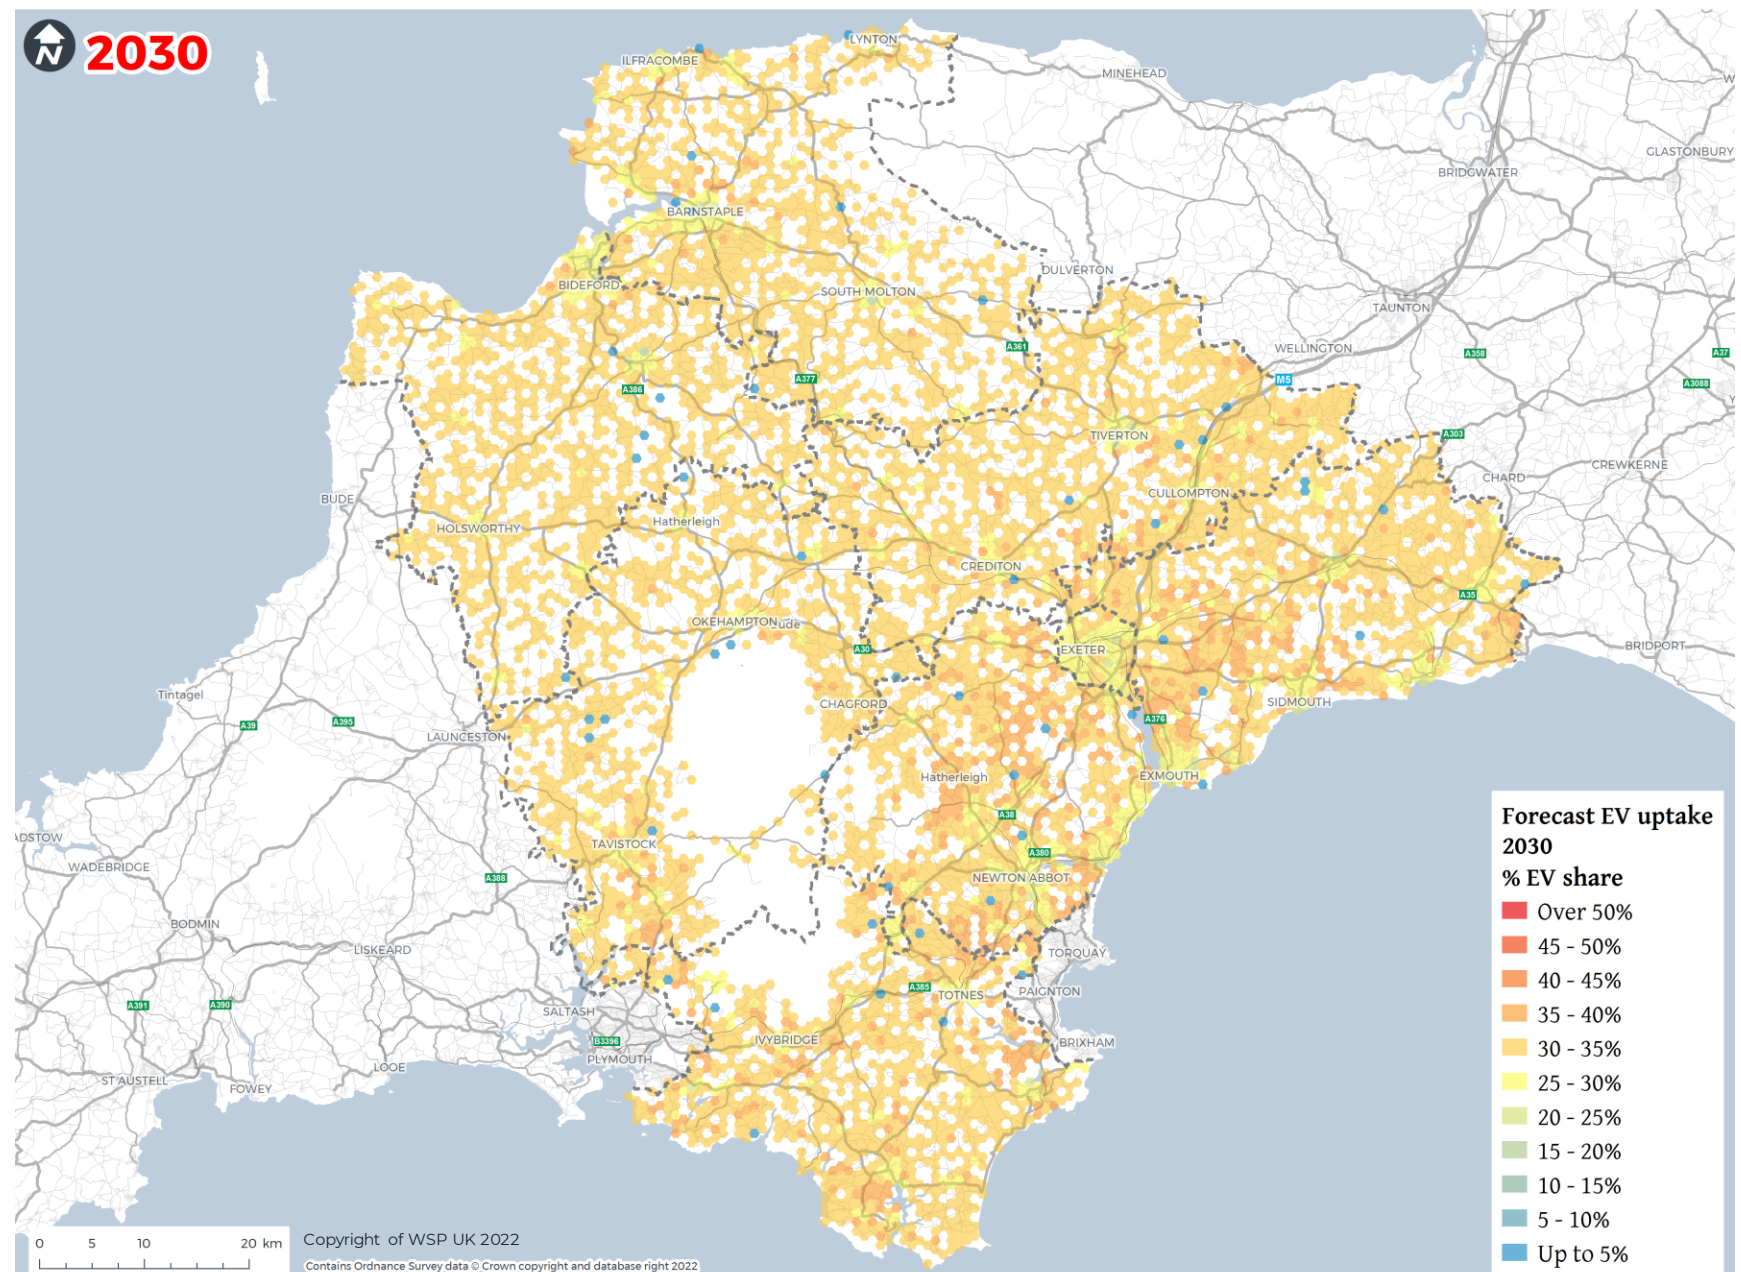 N
2030
LYNTON
ILFRACOMBE
MINEHEAD
GLASTONBURY
BRIDGWATER
BARNSTAPLE
DULVERTON
BIDEFORD
SOUTH MOLTON
TAUNTON
A361
WELLINGTON
A358
A37
M5
A3088
A386
A377
TIVERTON
A303
CREWKERNE
CHARD
CULLOMPTON
BUDE
HOLSWORTHY
Hatherleigh
CREDITON
A35
OKEHAMPTON
ude
A30
EXETER
BRIDPORT
Tintagel
CHAGFORD
SIDMOUTH
A39
A395
A376
LAUNCESTON
Hatherleigh
EXMOUTH
A38
ADSTOW
TAVISTOCK
A380
WADEBRIDGE
A388
NEWTON ABBOT
BODMIN
LISKEARD
TORQUAY
A391
A390
SALTASH
A385
TOTNES
PAIGNTON
B3396
IVYBRIDGE
BRIXHAM
PLYMOUTH
LOOE
ST AUSTELL
FOWEY
Forecast EV uptake
2030
% EV share
Over 50%
45 - 50%
40 - 45%
35 - 40%
30 - 35%
25 - 30%
20 - 25%
15 - 20%
10 - 15%
5 - 10%
Up to 5%
0 5 10 20 km
Copyright of WSP UK 2022
Contains Ordnance Survey data © Crown copyright and database right 2022